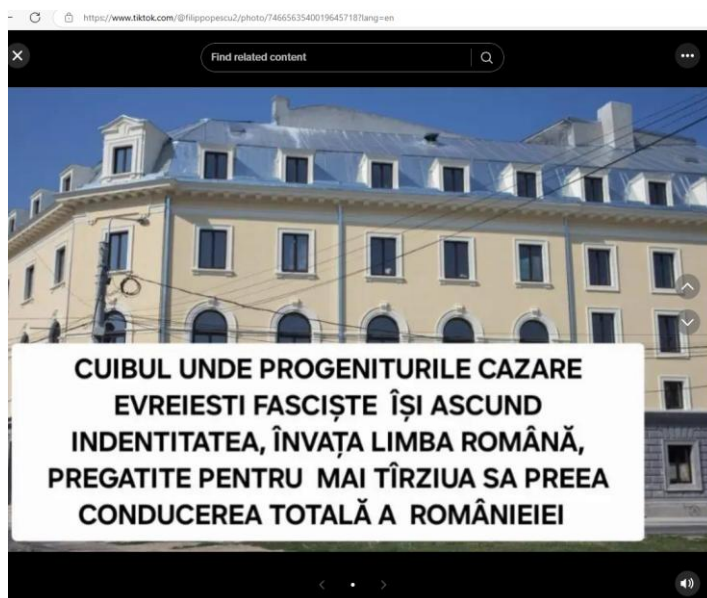 https://www.tiktok.com/@filippopescu2/photo/7466563540019645718?lang=en
Find related content
CUIBUL UNDE PROGENITURILE CAZARE
EVREIESTI FASCIȘTE ÎȘI ASCUND
INDENTITATEA, ÎNVAȚA LIMBA ROMÂNĂ,
PREGATITE PENTRU MAI TÎRZIUA SA PREEA
CONDUCEREA TOTALĂ A ROMÂNIEIEI